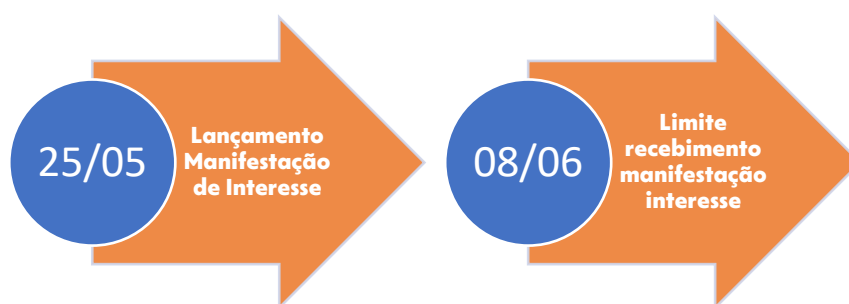 25/05
Lançamento
Manifestação
de Interesse
08/06
Limite
recebimento
manifestação
interesse